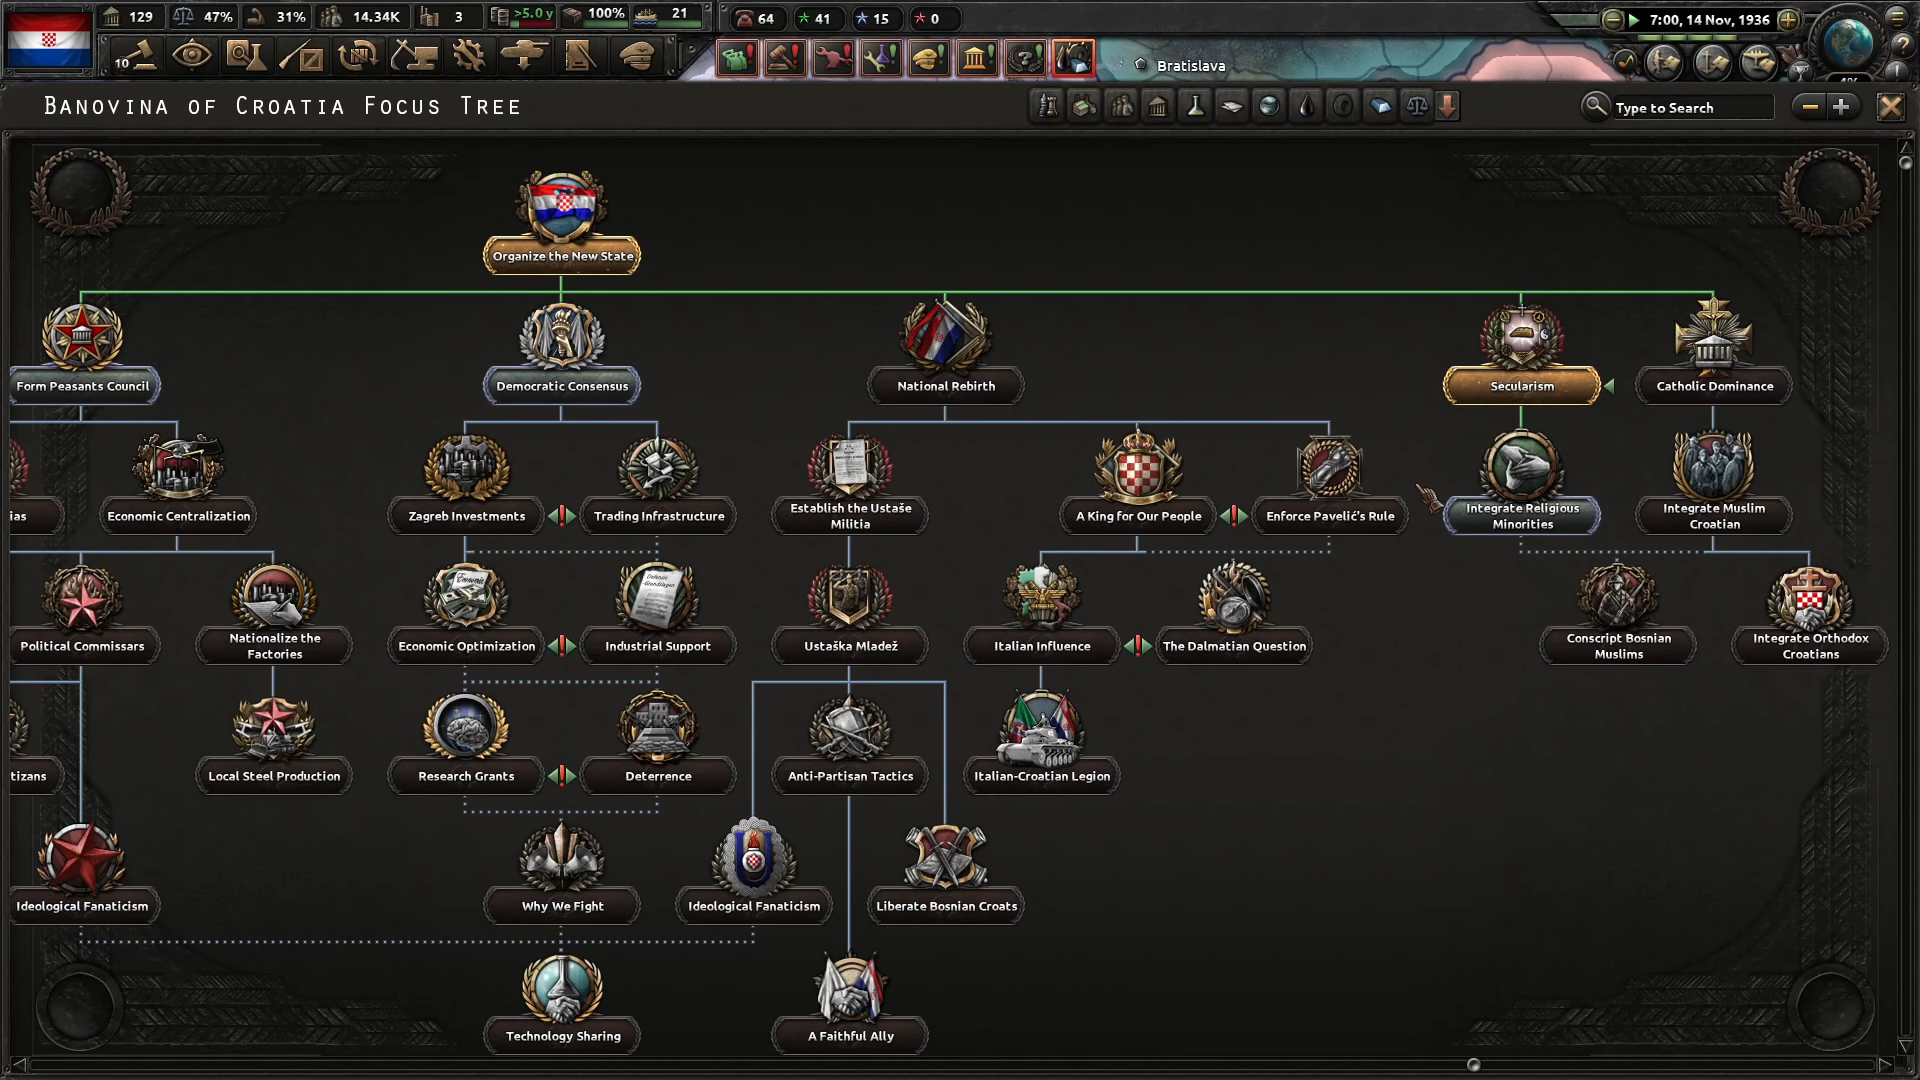 129
47%
31%
14.34K
3
>5.0 y
100%
21
64
41
15
0
7:00, 14 Nov, 1936
10
Bratislava
4%
Banovina of Croatia Focus Tree
Type to Search
Organize the New State
Form Peasants Council
Democratic Consensus
National Rebirth
Secularism
Catholic Dominance
ias
Economic Centralization
Zagreb Investments
Trading Infrastructure
Establish the Ustaše
Militia
A King for Our People
Enforce Pavelić's Rule
Integrate Religious
Minorities
Integrate Muslim
Croatian
Political Commissars
Nationalize the
Factories
Economic Optimization
Industrial Support
Ustaška Mladež
Italian Influence
The Dalmatian Question
Conscript Bosnian
Muslims
Integrate Orthodox
Croatians
tizans
Local Steel Production
Research Grants
Deterrence
Anti-Partisan Tactics
Italian-Croatian Legion
Ideological Fanaticism
Why We Fight
Ideological Fanaticism
Liberate Bosnian Croats
Technology Sharing
A Faithful Ally